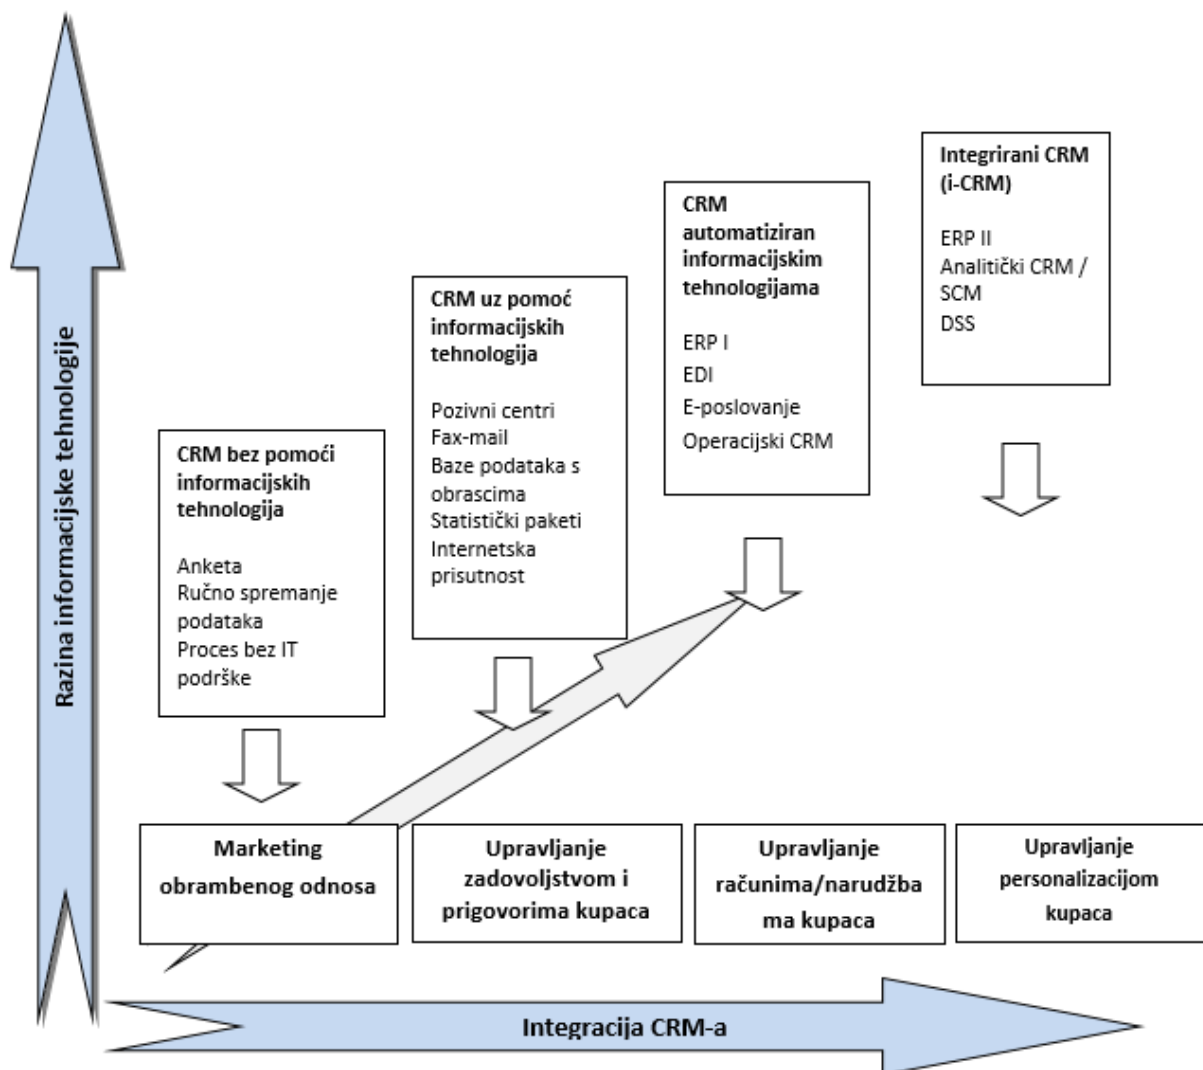 Razina informacijske tehnologije
CRM bez pomoći
informacijskih
tehnologija
Anketa
Ručno spremanje
podataka
Proces bez IT
podrške
CRM uz pomoć
informacijskih
tehnologija
Pozivni centri
Fax-mail
Baze podataka s
obrascima
Statistički paketi
Internetska
prisutnost
CRM
automatiziran
informacijskim
tehnologijama
ERP I
EDI
E-poslovanje
Operacijski CRM
Integrirani CRM
(i-CRM)
ERP II
Analitički CRM /
SCM
DSS
Marketing
obrambenog odnosa
Upravljanje
zadovoljstvom i
prigovorima kupaca
Upravljanje
računima/narudžba
ma kupaca
Upravljanje
personalizacijom
kupaca
Integracija CRM-a